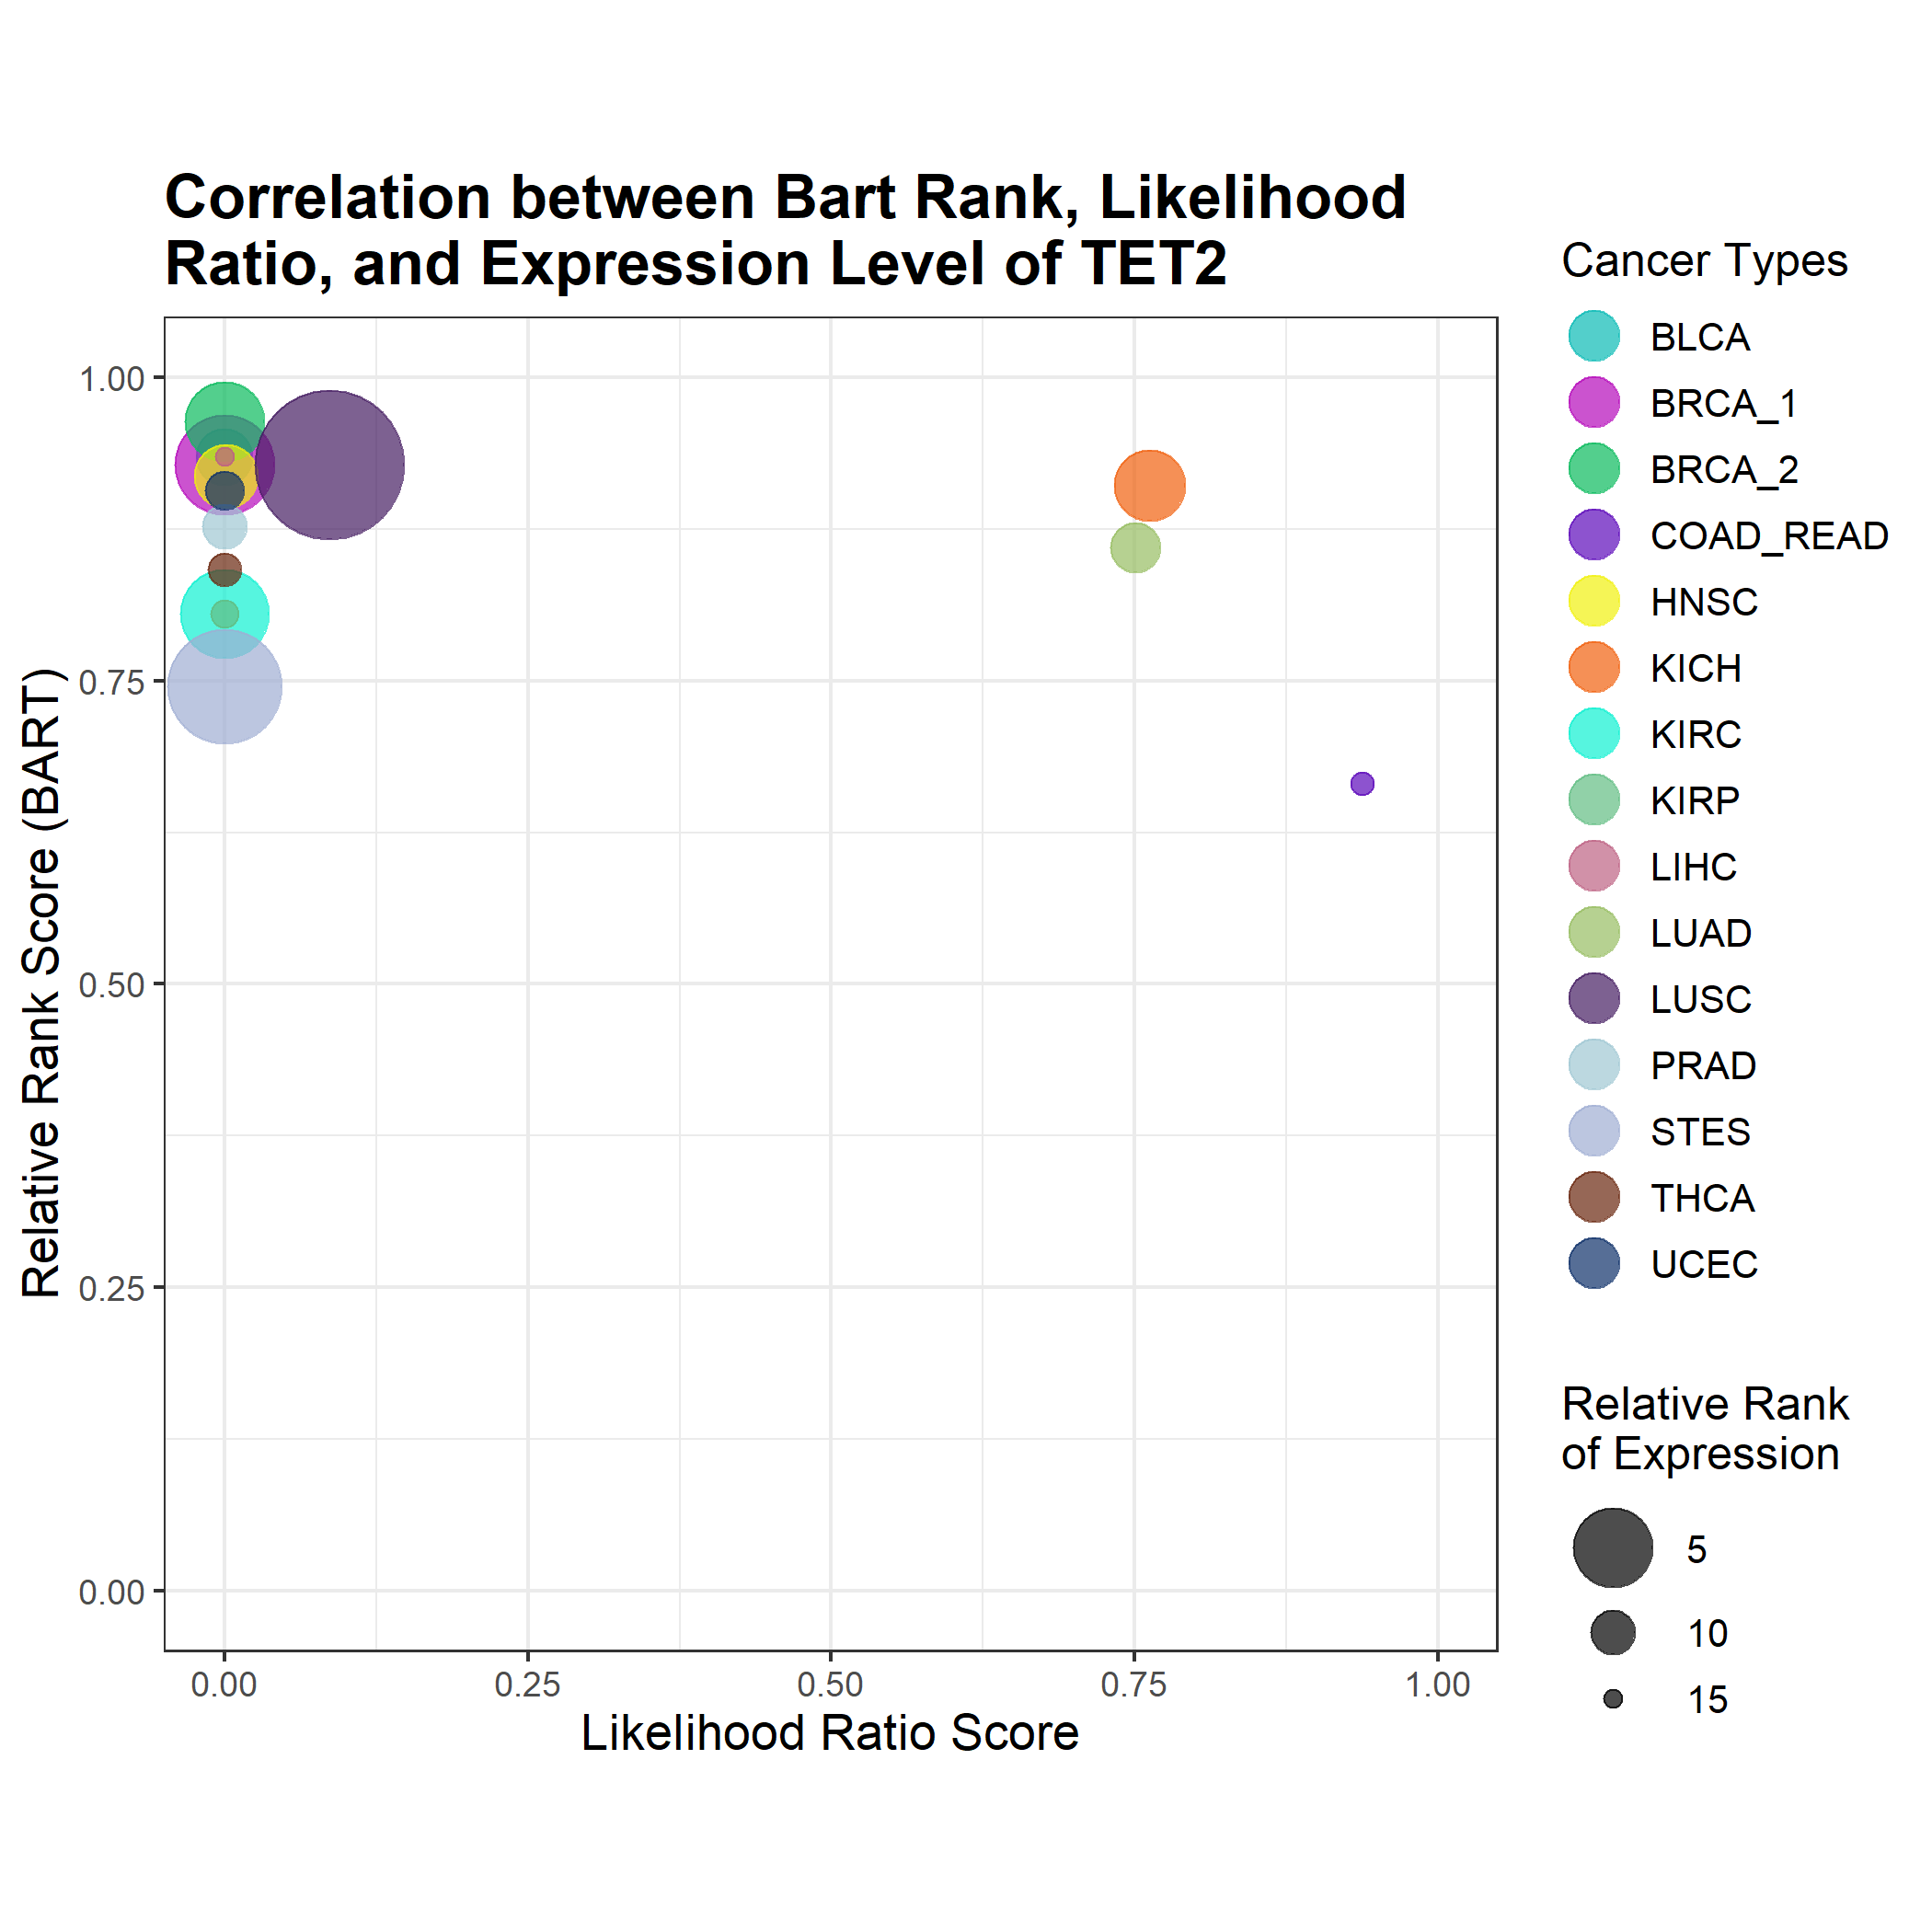 Correlation between Bart Rank, Likelihood
Ratio, and Expression Level of TET2
Relative Rank Score (BART)
1.00
0.75
0.50
0.25
0.00
0.00
0.25
0.50
0.75
1.00
Likelihood Ratio Score
Cancer Types
BLCA
BRCA_1
BRCA_2
COAD_READ
HNSC
KICH
KIRC
KIRP
LIHC
LUAD
LUSC
PRAD
STES
THCA
UCEC
Relative Rank
of Expression
5
10
15